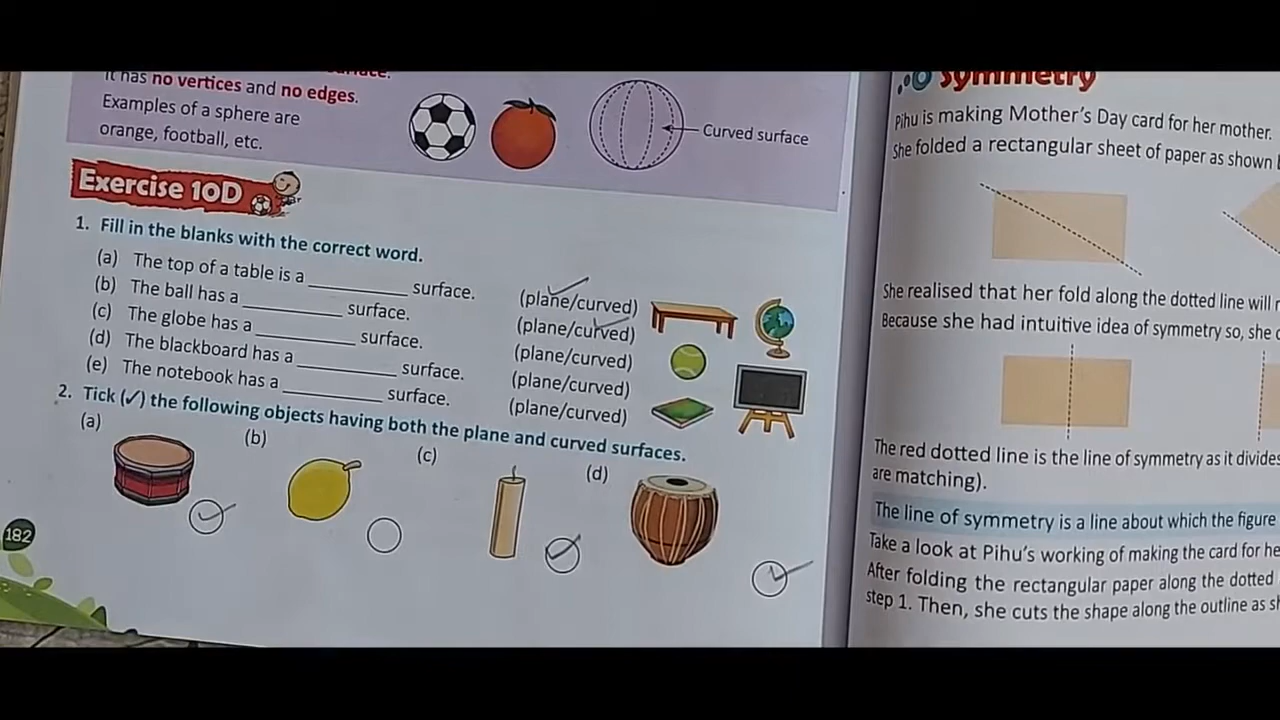 It has no vertices and no edges.
Examples of a sphere are
orange, football, etc.
Curved surface
Exercise 10D
1. Fill in the blanks with the correct word.
(a) The top of a table is a ________ surface. (plane/curved)
(b) The ball has a ________ surface. (plane/curved)
(c) The globe has a ________ surface. (plane/curved)
(d) The blackboard has a ________ surface. (plane/curved)
(e) The notebook has a ________ surface. (plane/curved)
2. Tick (✓) the following objects having both the plane and curved surfaces.
(a) (b) (c) (d)
182
Symmetry
Pihu is making Mother's Day card for her mother.
She folded a rectangular sheet of paper as shown
She realised that her fold along the dotted line will
Because she had intuitive idea of symmetry so, she
The red dotted line is the line of symmetry as it divides
are matching).
The line of symmetry is a line about which the figure
Take a look at Pihu's working of making the card for
After folding the rectangular paper along the dotted
step 1. Then, she cuts the shape along the outline as